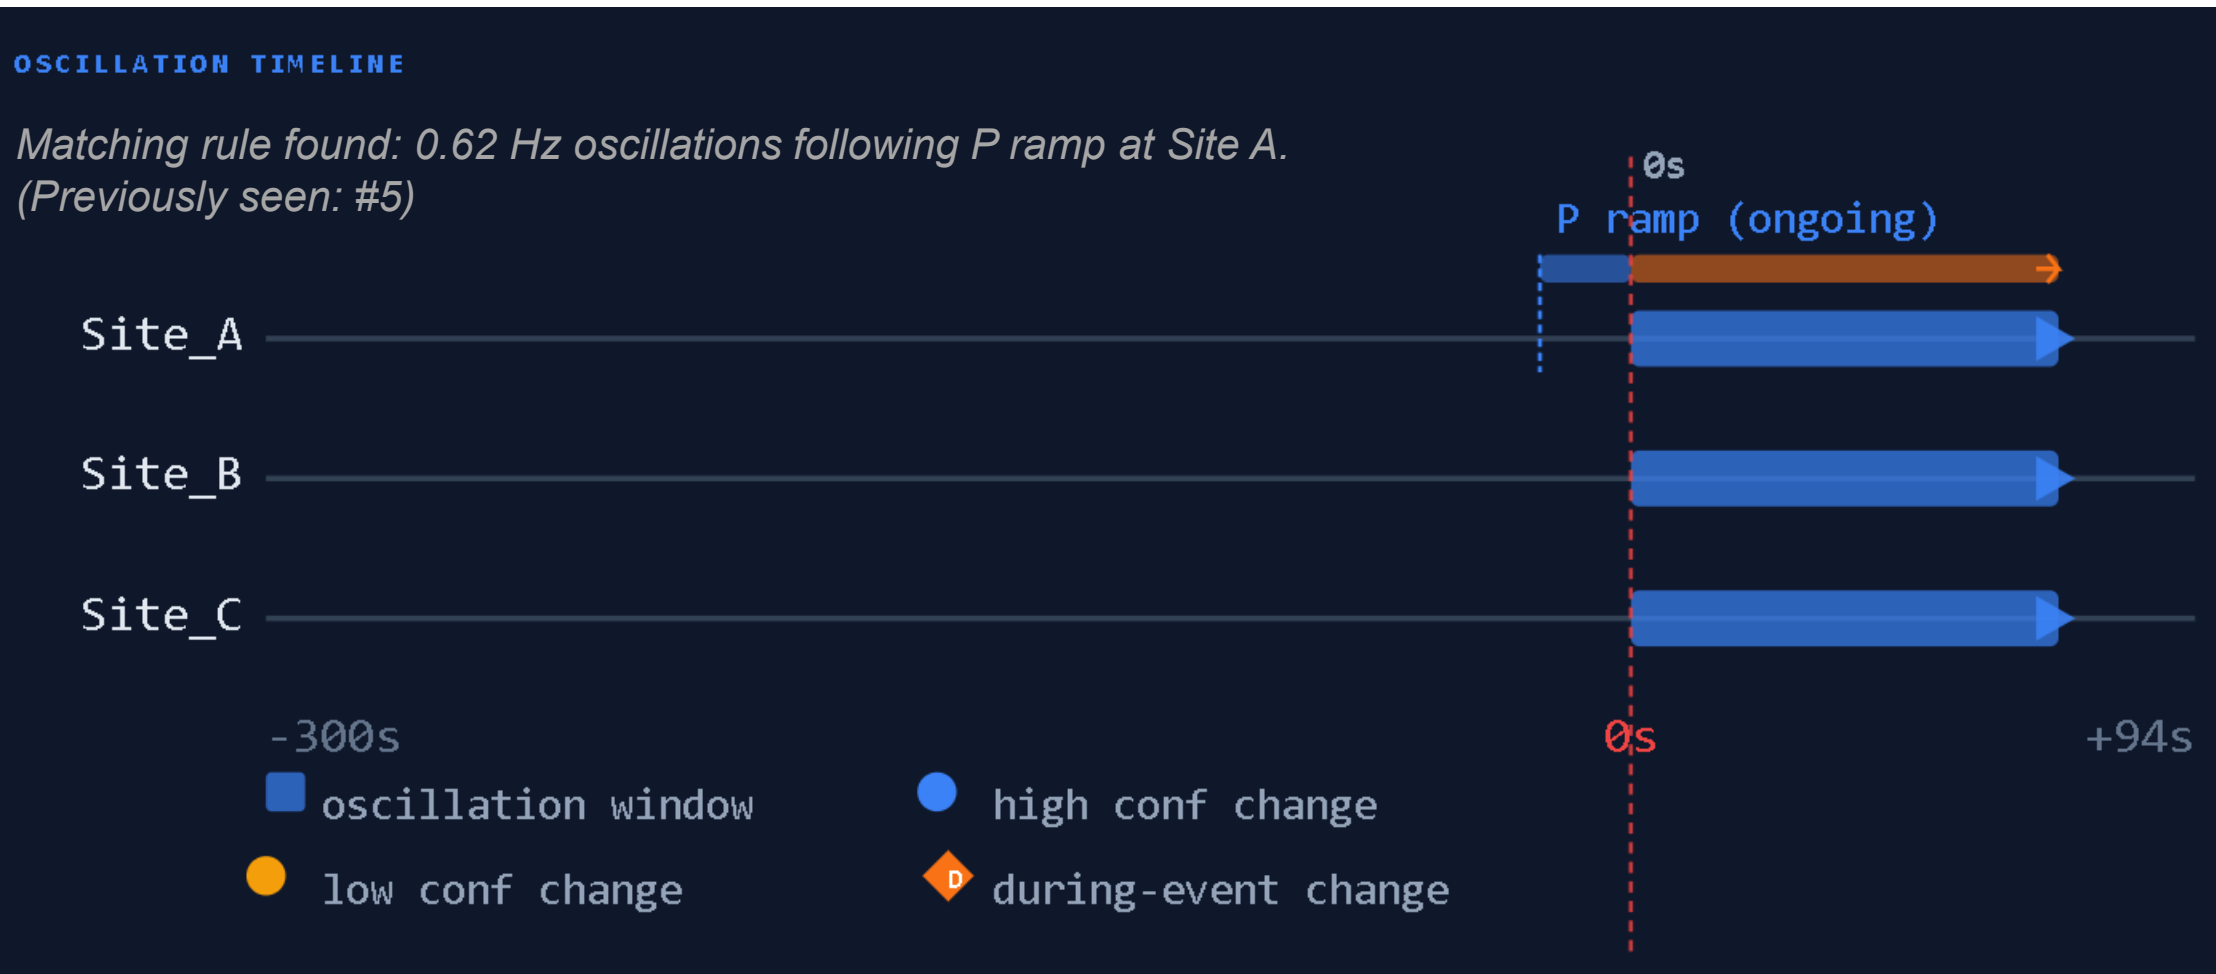 OSCILLATION TIMELINE
Matching rule found: 0.62 Hz oscillations following P ramp at Site A.
(Previously seen: #5)
0s
P ramp (ongoing)
Site_A
Site_B
Site_C
-300s
0s
+94s
oscillation window
high conf change
low conf change
D
during-event change